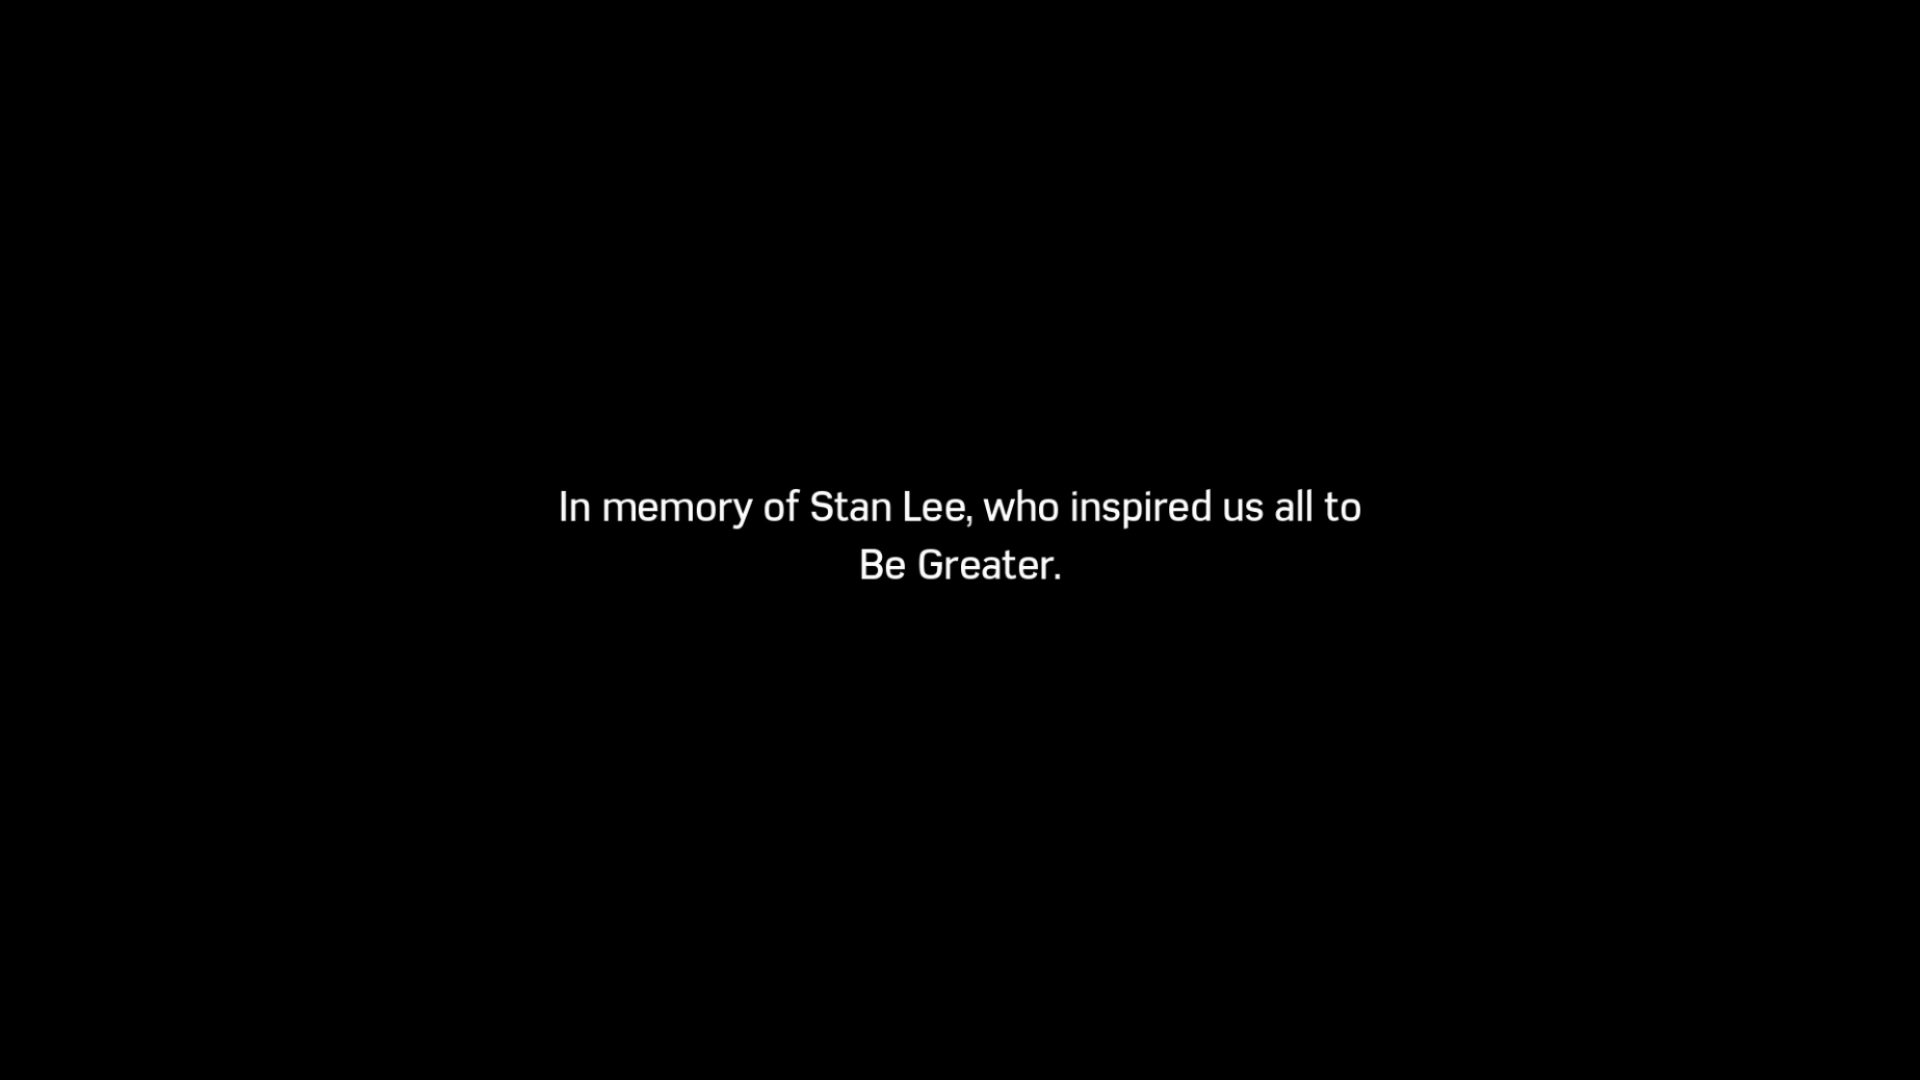 In memory of Stan Lee, who inspired us all to
Be Greater.